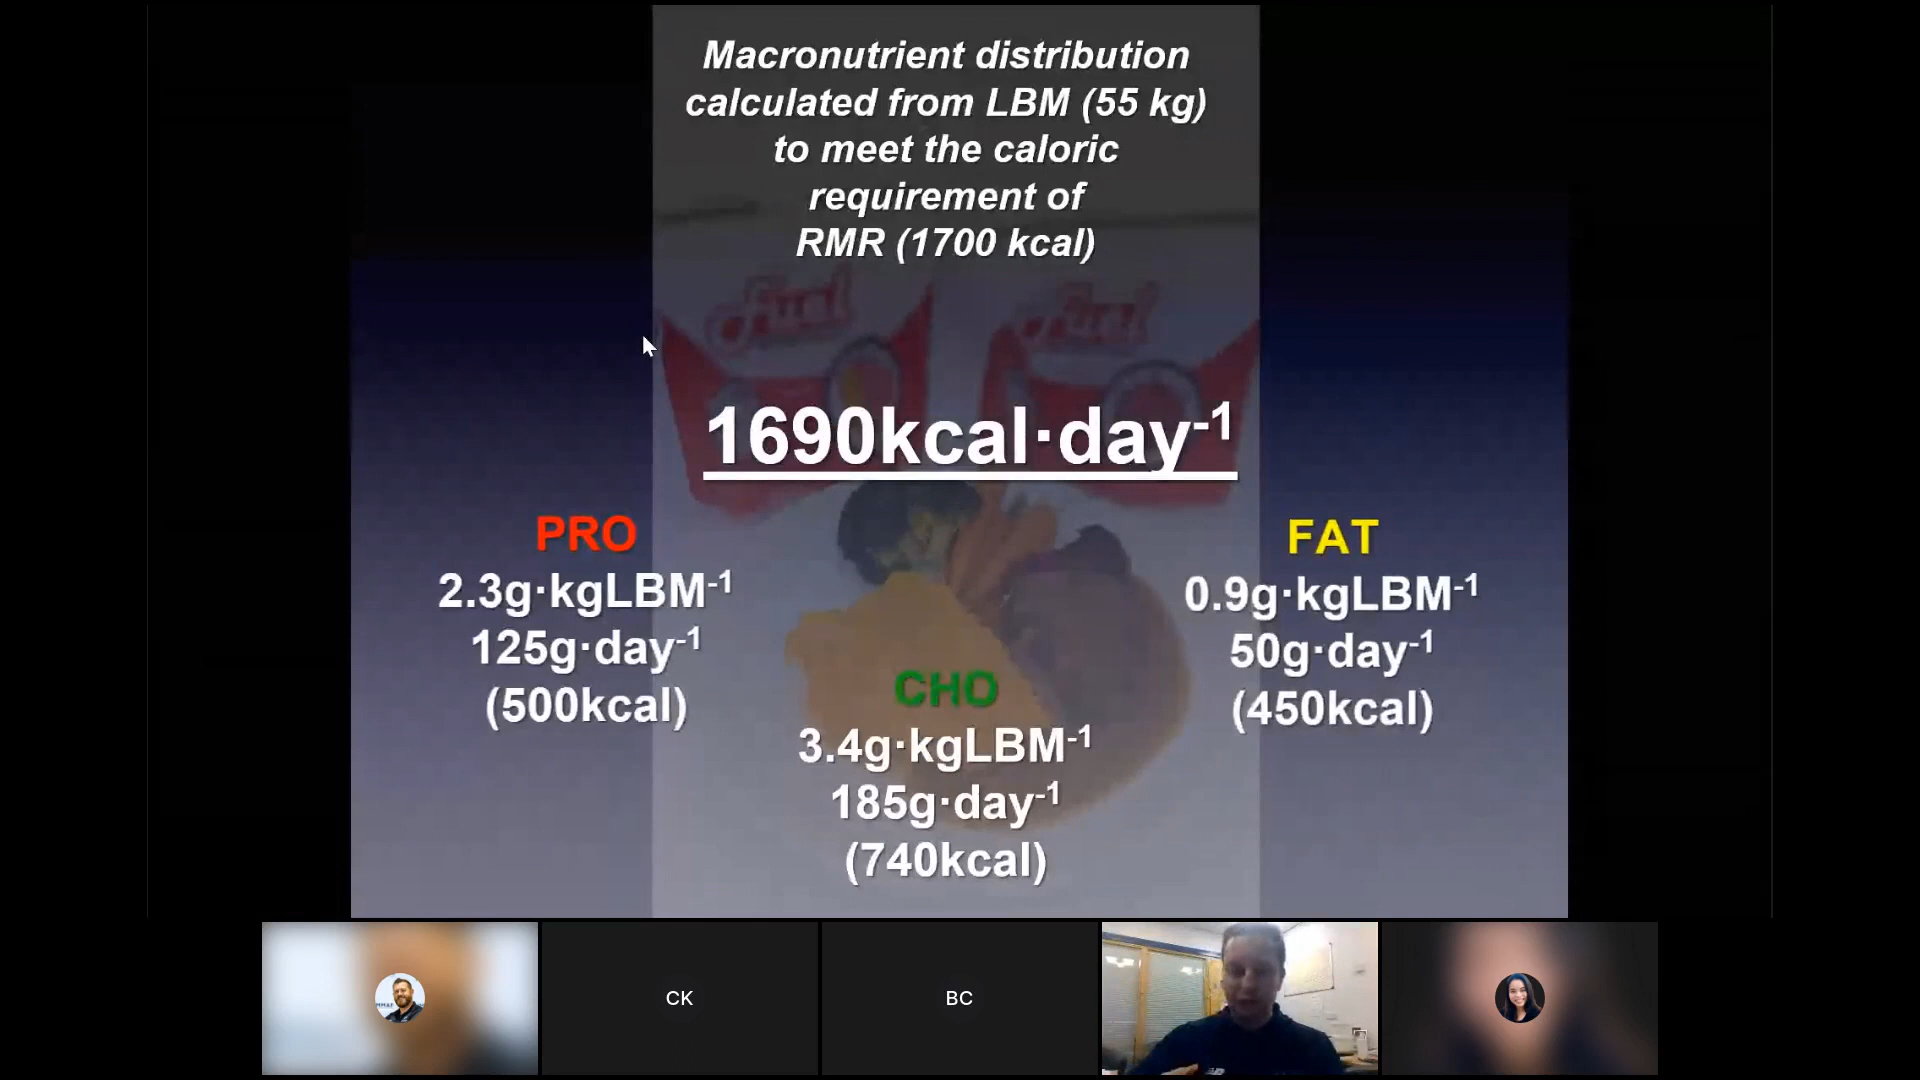 Macronutrient distribution
calculated from LBM (55 kg)
to meet the caloric
requirement of
RMR (1700 kcal)
Fuel
Fuel
1690kcal·day-1
PRO
2.3g·kgLBM-1
125g·day-1
(500kcal)
CHO
3.4g·kgLBM-1
185g·day-1
(740kcal)
FAT
0.9g·kgLBM-1
50g·day-1
(450kcal)
CK
BC